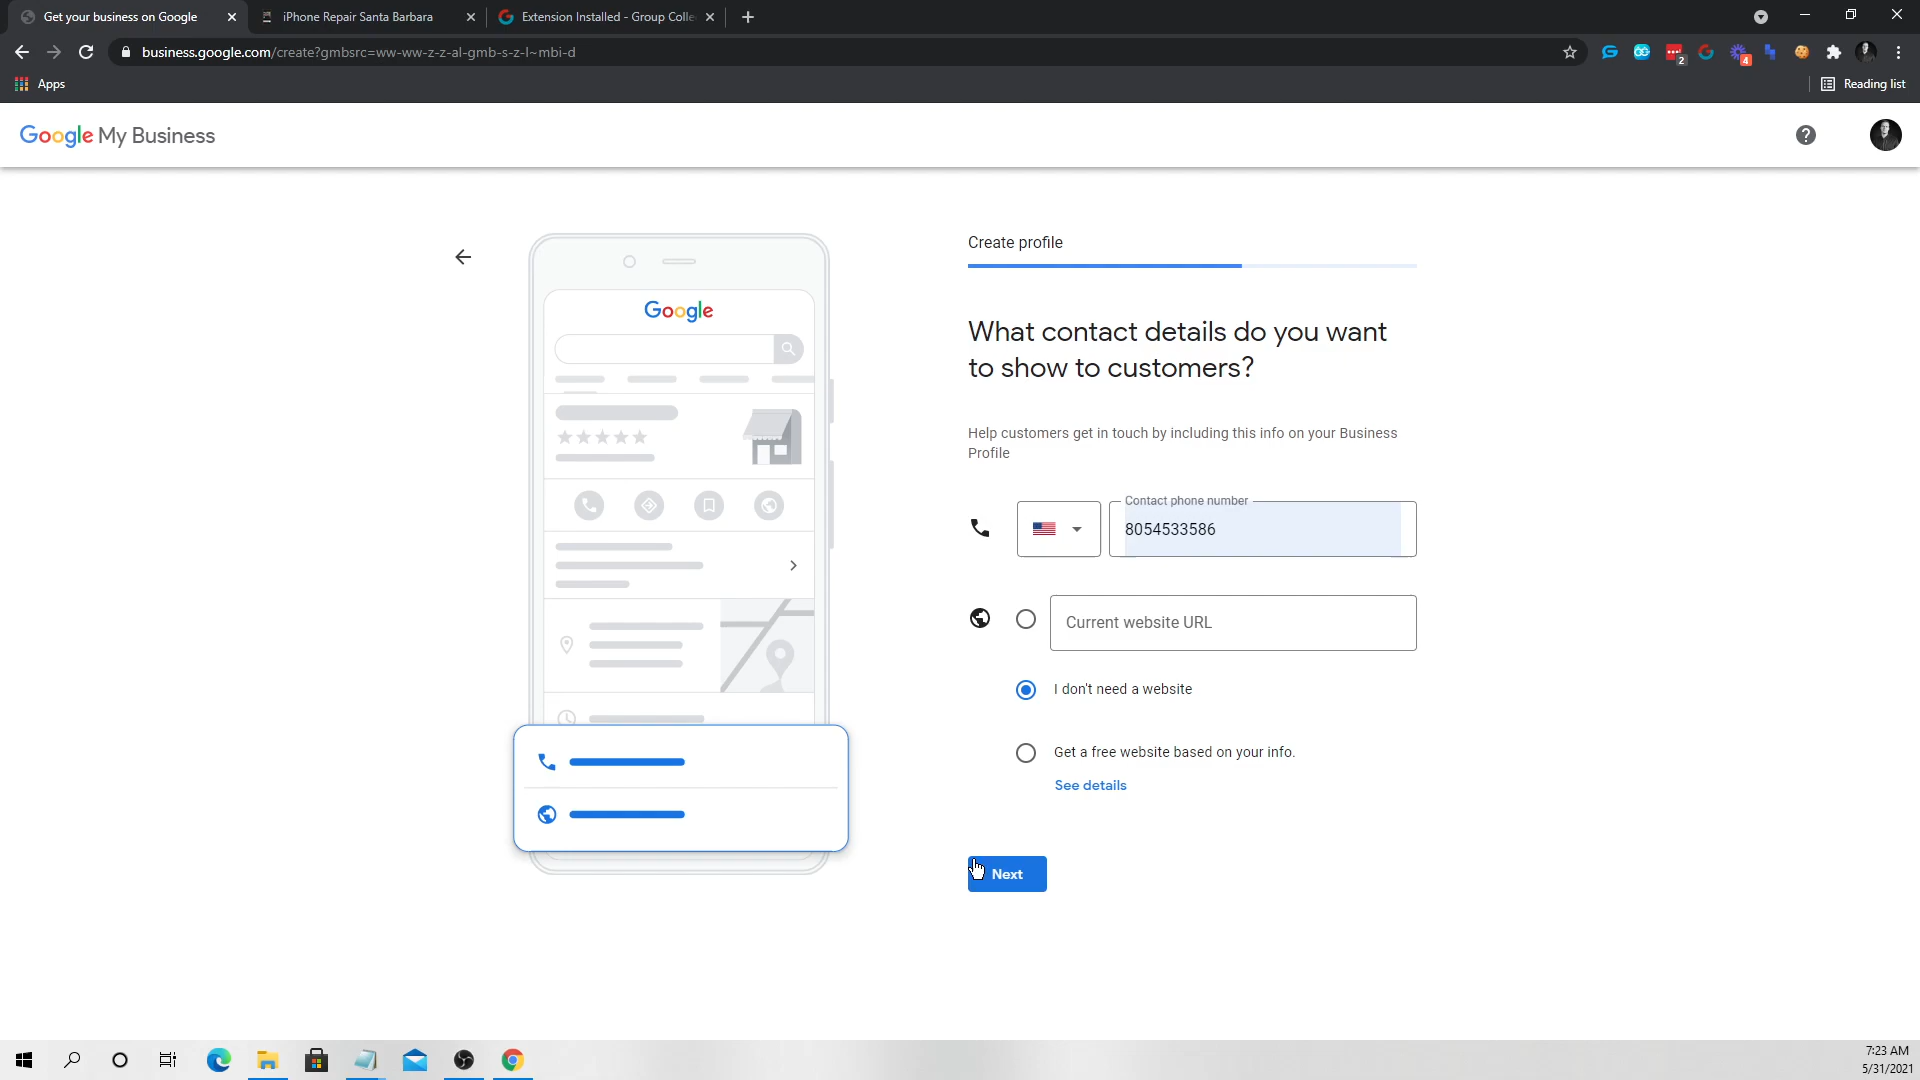 Get your business on Google
iPhone Repair Santa Barbara
Extension Installed - Group Colle
business.google.com/create?gmbsrc=ww-ww-z-z-al-gmb-s-z-l~mbi-d
2
4
Apps
Reading list
Google My Business
Create profile
Google
What contact details do you want
to show to customers?
Help customers get in touch by including this info on your Business
Profile
Contact phone number
8054533586
Current website URL
I don't need a website
Get a free website based on your info.
See details
Next
7:23 AM
5/31/2021